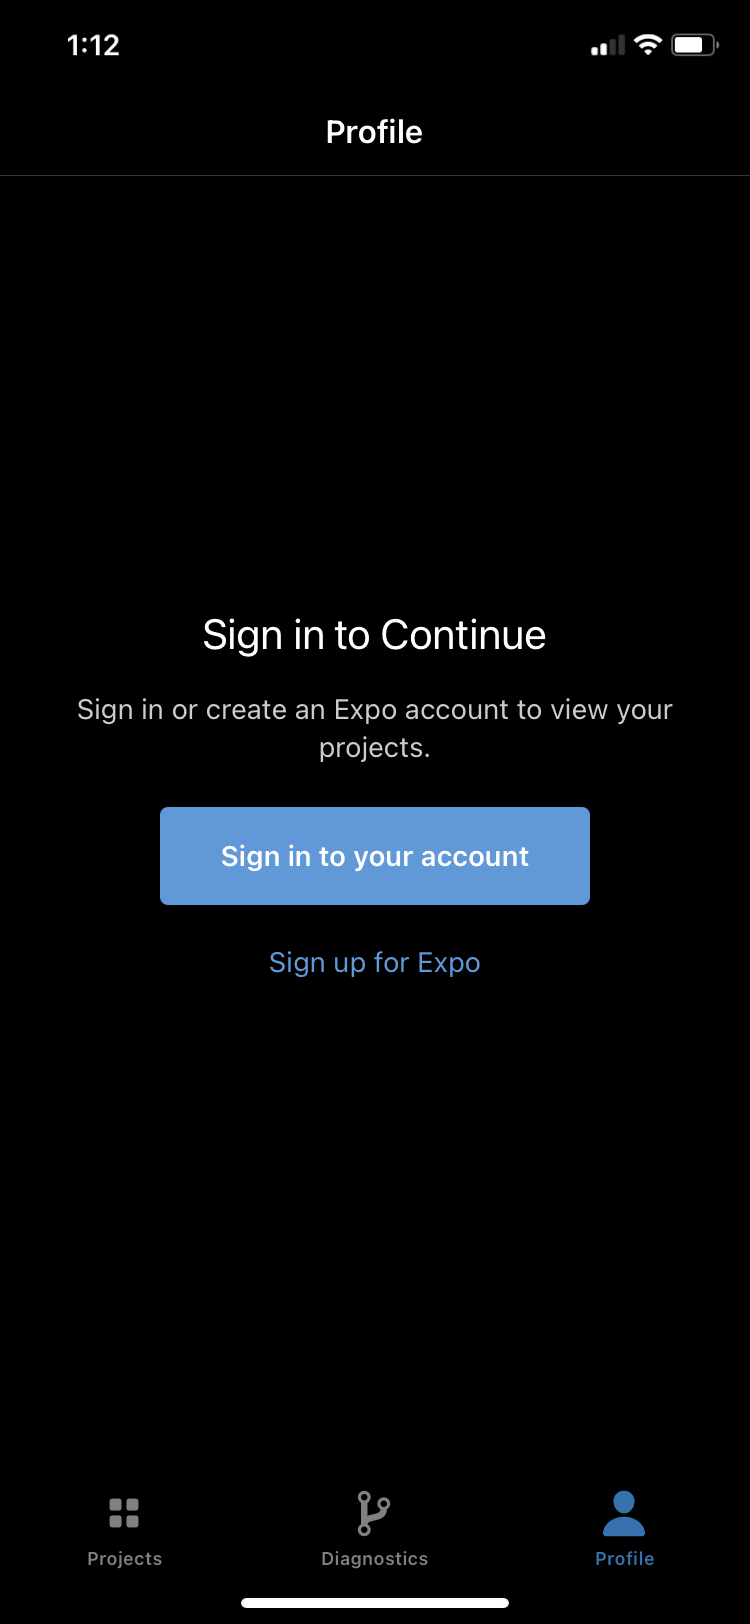 1:12
Profile
Sign in to Continue
Sign in or create an Expo account to view your
projects.
Sign in to your account
Sign up for Expo
Projects
Diagnostics
Profile